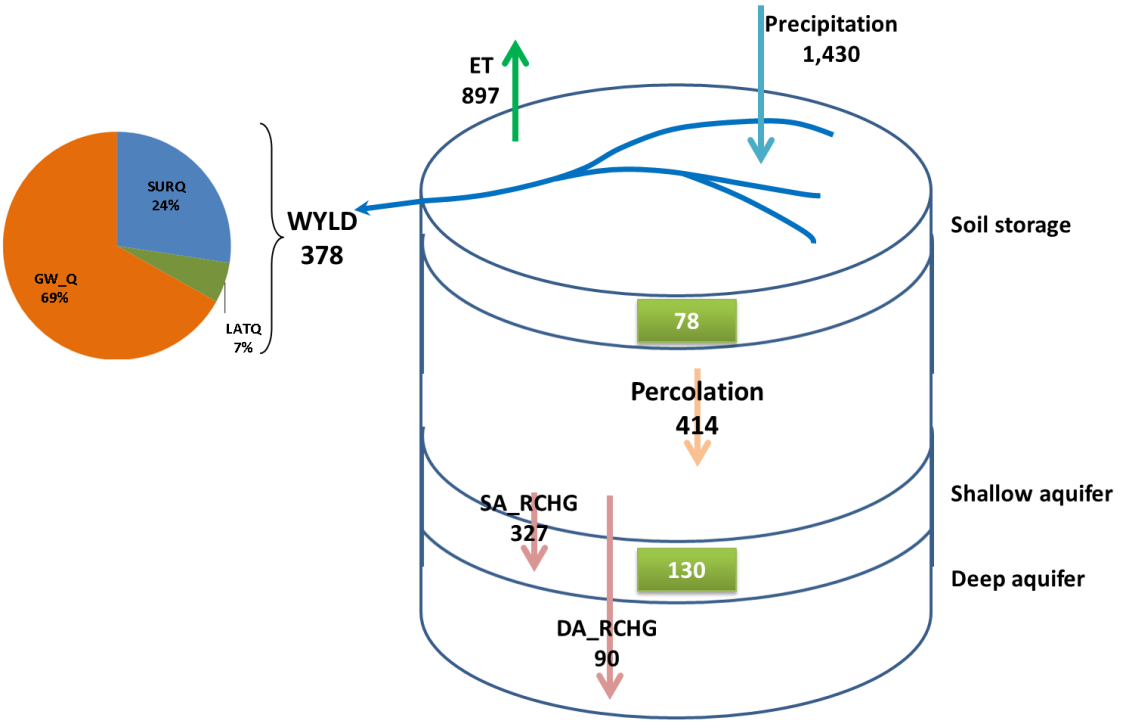 Precipitation
1,430
ET
897
SURQ
24%
GW_Q
69%
LATQ
7%
WYLD
378
Soil storage
78
Percolation
414
SA_RCHG
327
Shallow aquifer
130
Deep aquifer
DA_RCHG
90